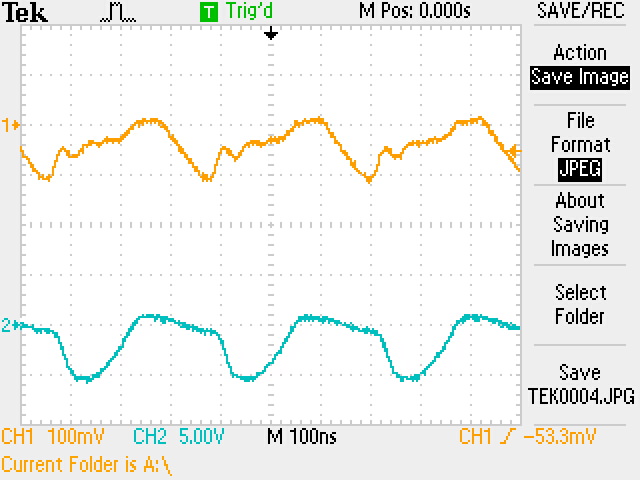 Tek T Trig'd M Pos: 0.000s SAVE/REC
Action
Save Image
1
File
Format
JPEG
About
Saving
Images
Select
Folder
2
Save
TEK0004.JPG
CH1 100mV CH2 5.00V M 100ns CH1 −53.3mV
Current Folder is A:\